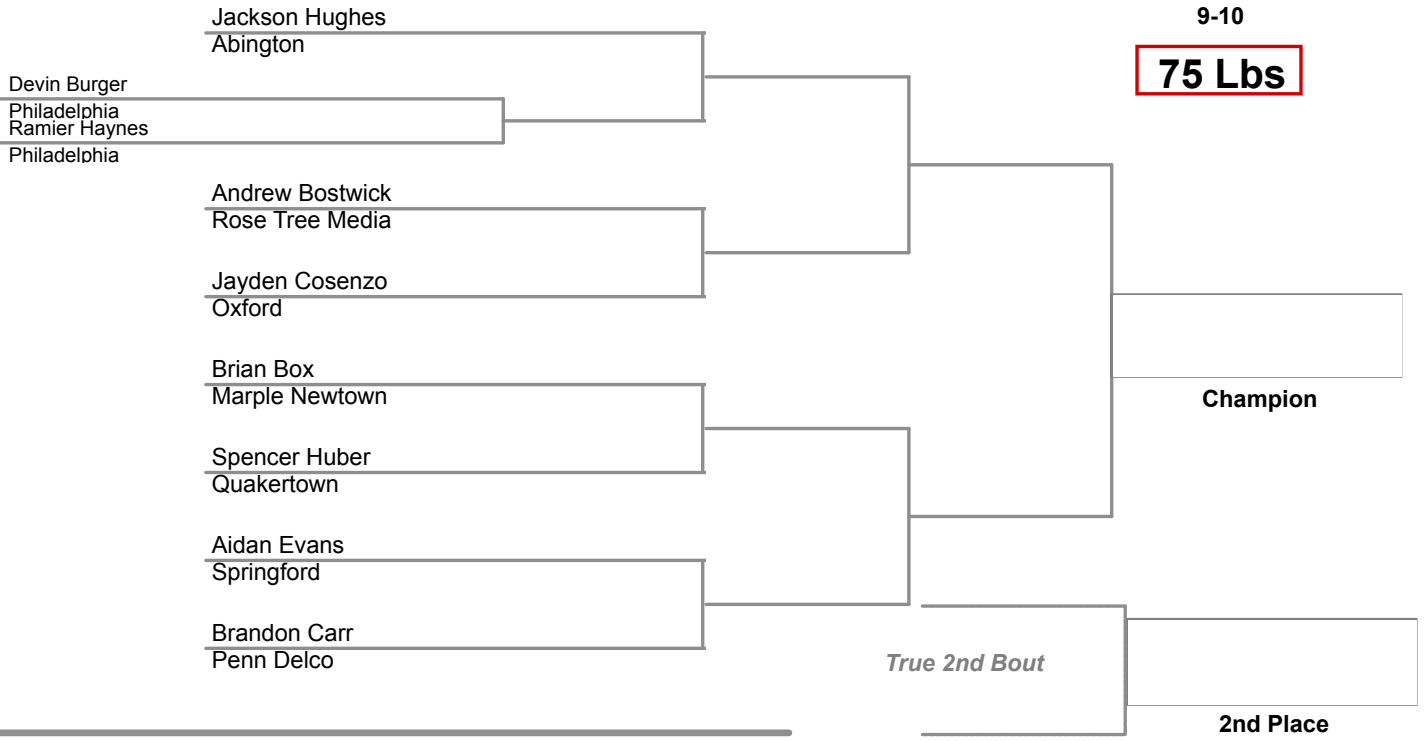 Jackson Hughes
Abington
9-10
75 Lbs
Devin Burger
Philadelphia
Ramier Haynes
Philadelphia
Andrew Bostwick
Rose Tree Media
Jayden Cosenzo
Oxford
Brian Box
Marple Newtown
Champion
Spencer Huber
Quakertown
Aidan Evans
Springford
Brandon Carr
Penn Delco
True 2nd Bout
2nd Place